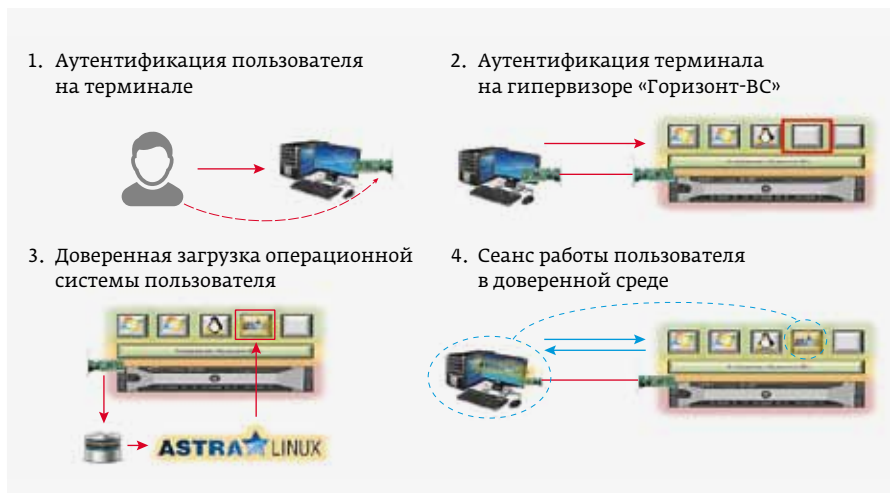 1. Аутентификация пользователя
на терминале
2. Аутентификация терминала
на гипервизоре «Горизонт-ВС»
3. Доверенная загрузка операционной
системы пользователя
ASTRA LINUX
4. Сеанс работы пользователя
в доверенной среде